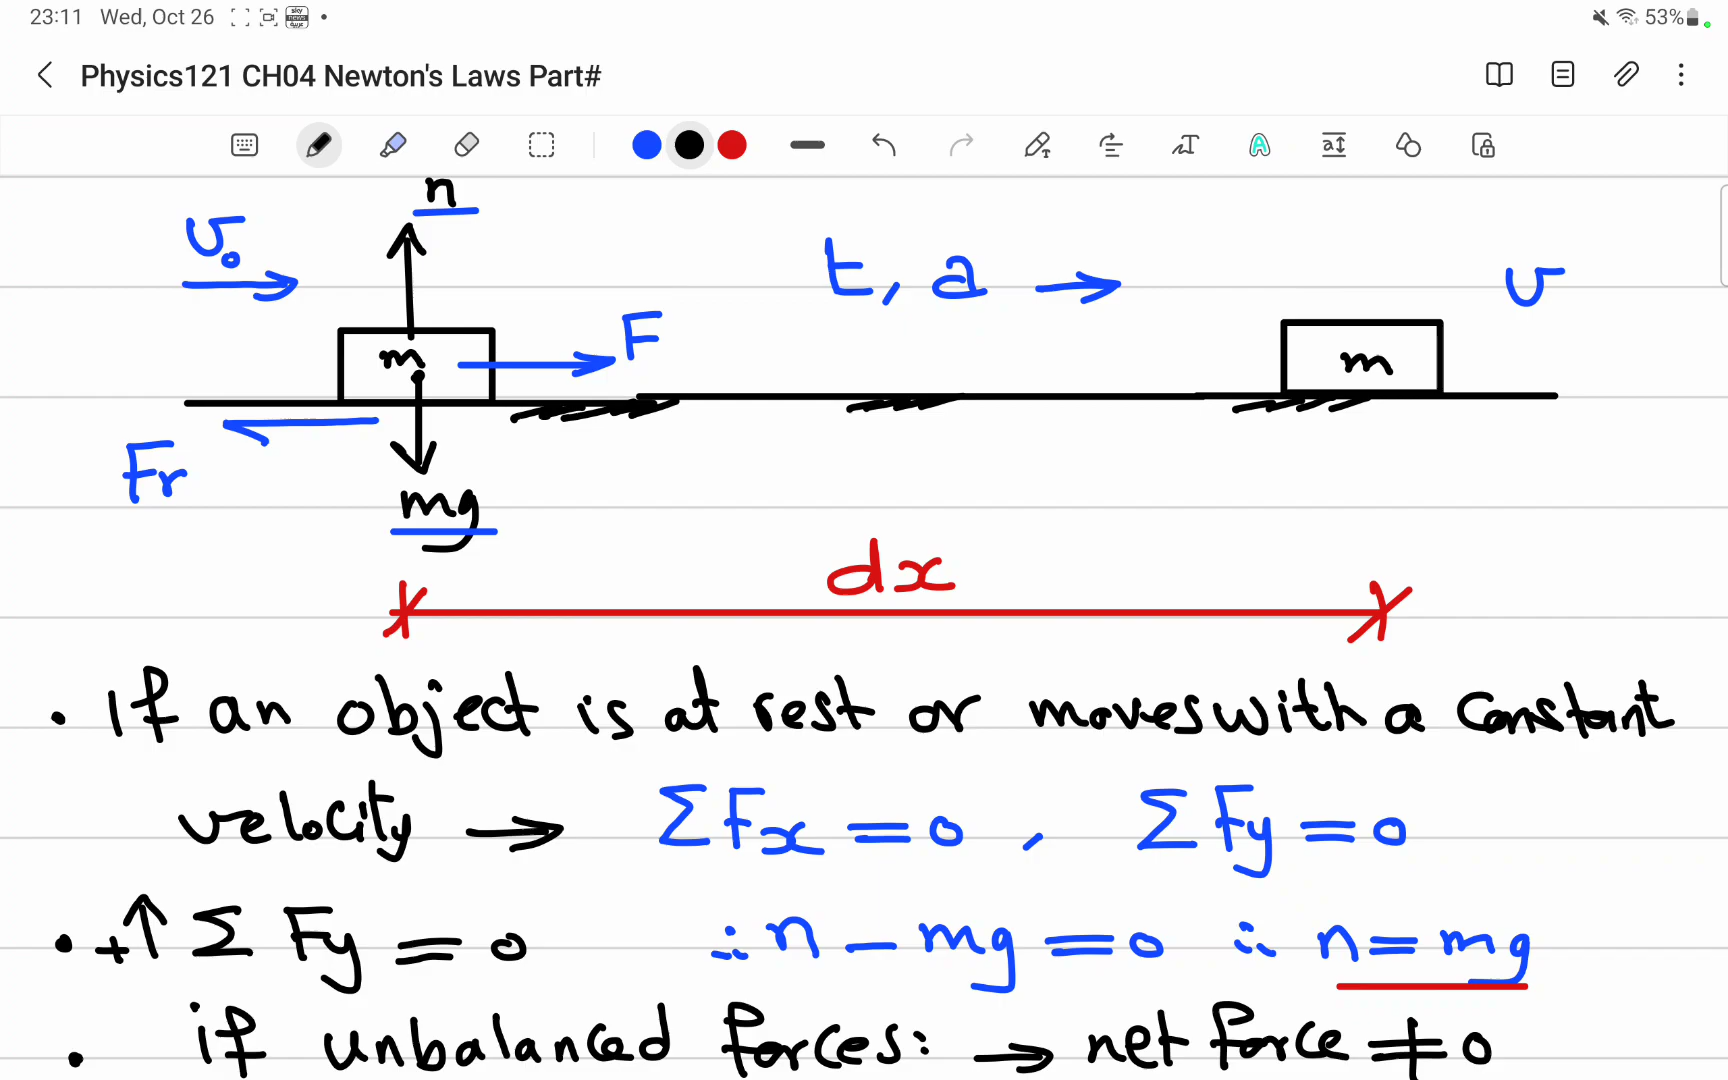 23:11 Wed, Oct 26 53%
Physics121 CH04 Newton's Laws Part#
n
v₀ t, a → v
F
m m
Fr
mg
dx
• If an object is at rest or moves with a constant
velocity → ΣFx = 0 , ΣFy = 0
• +↑ Σ Fy = 0 ∴ n − mg = 0 ∴ n = mg
• if unbalanced forces: → net force ≠ 0